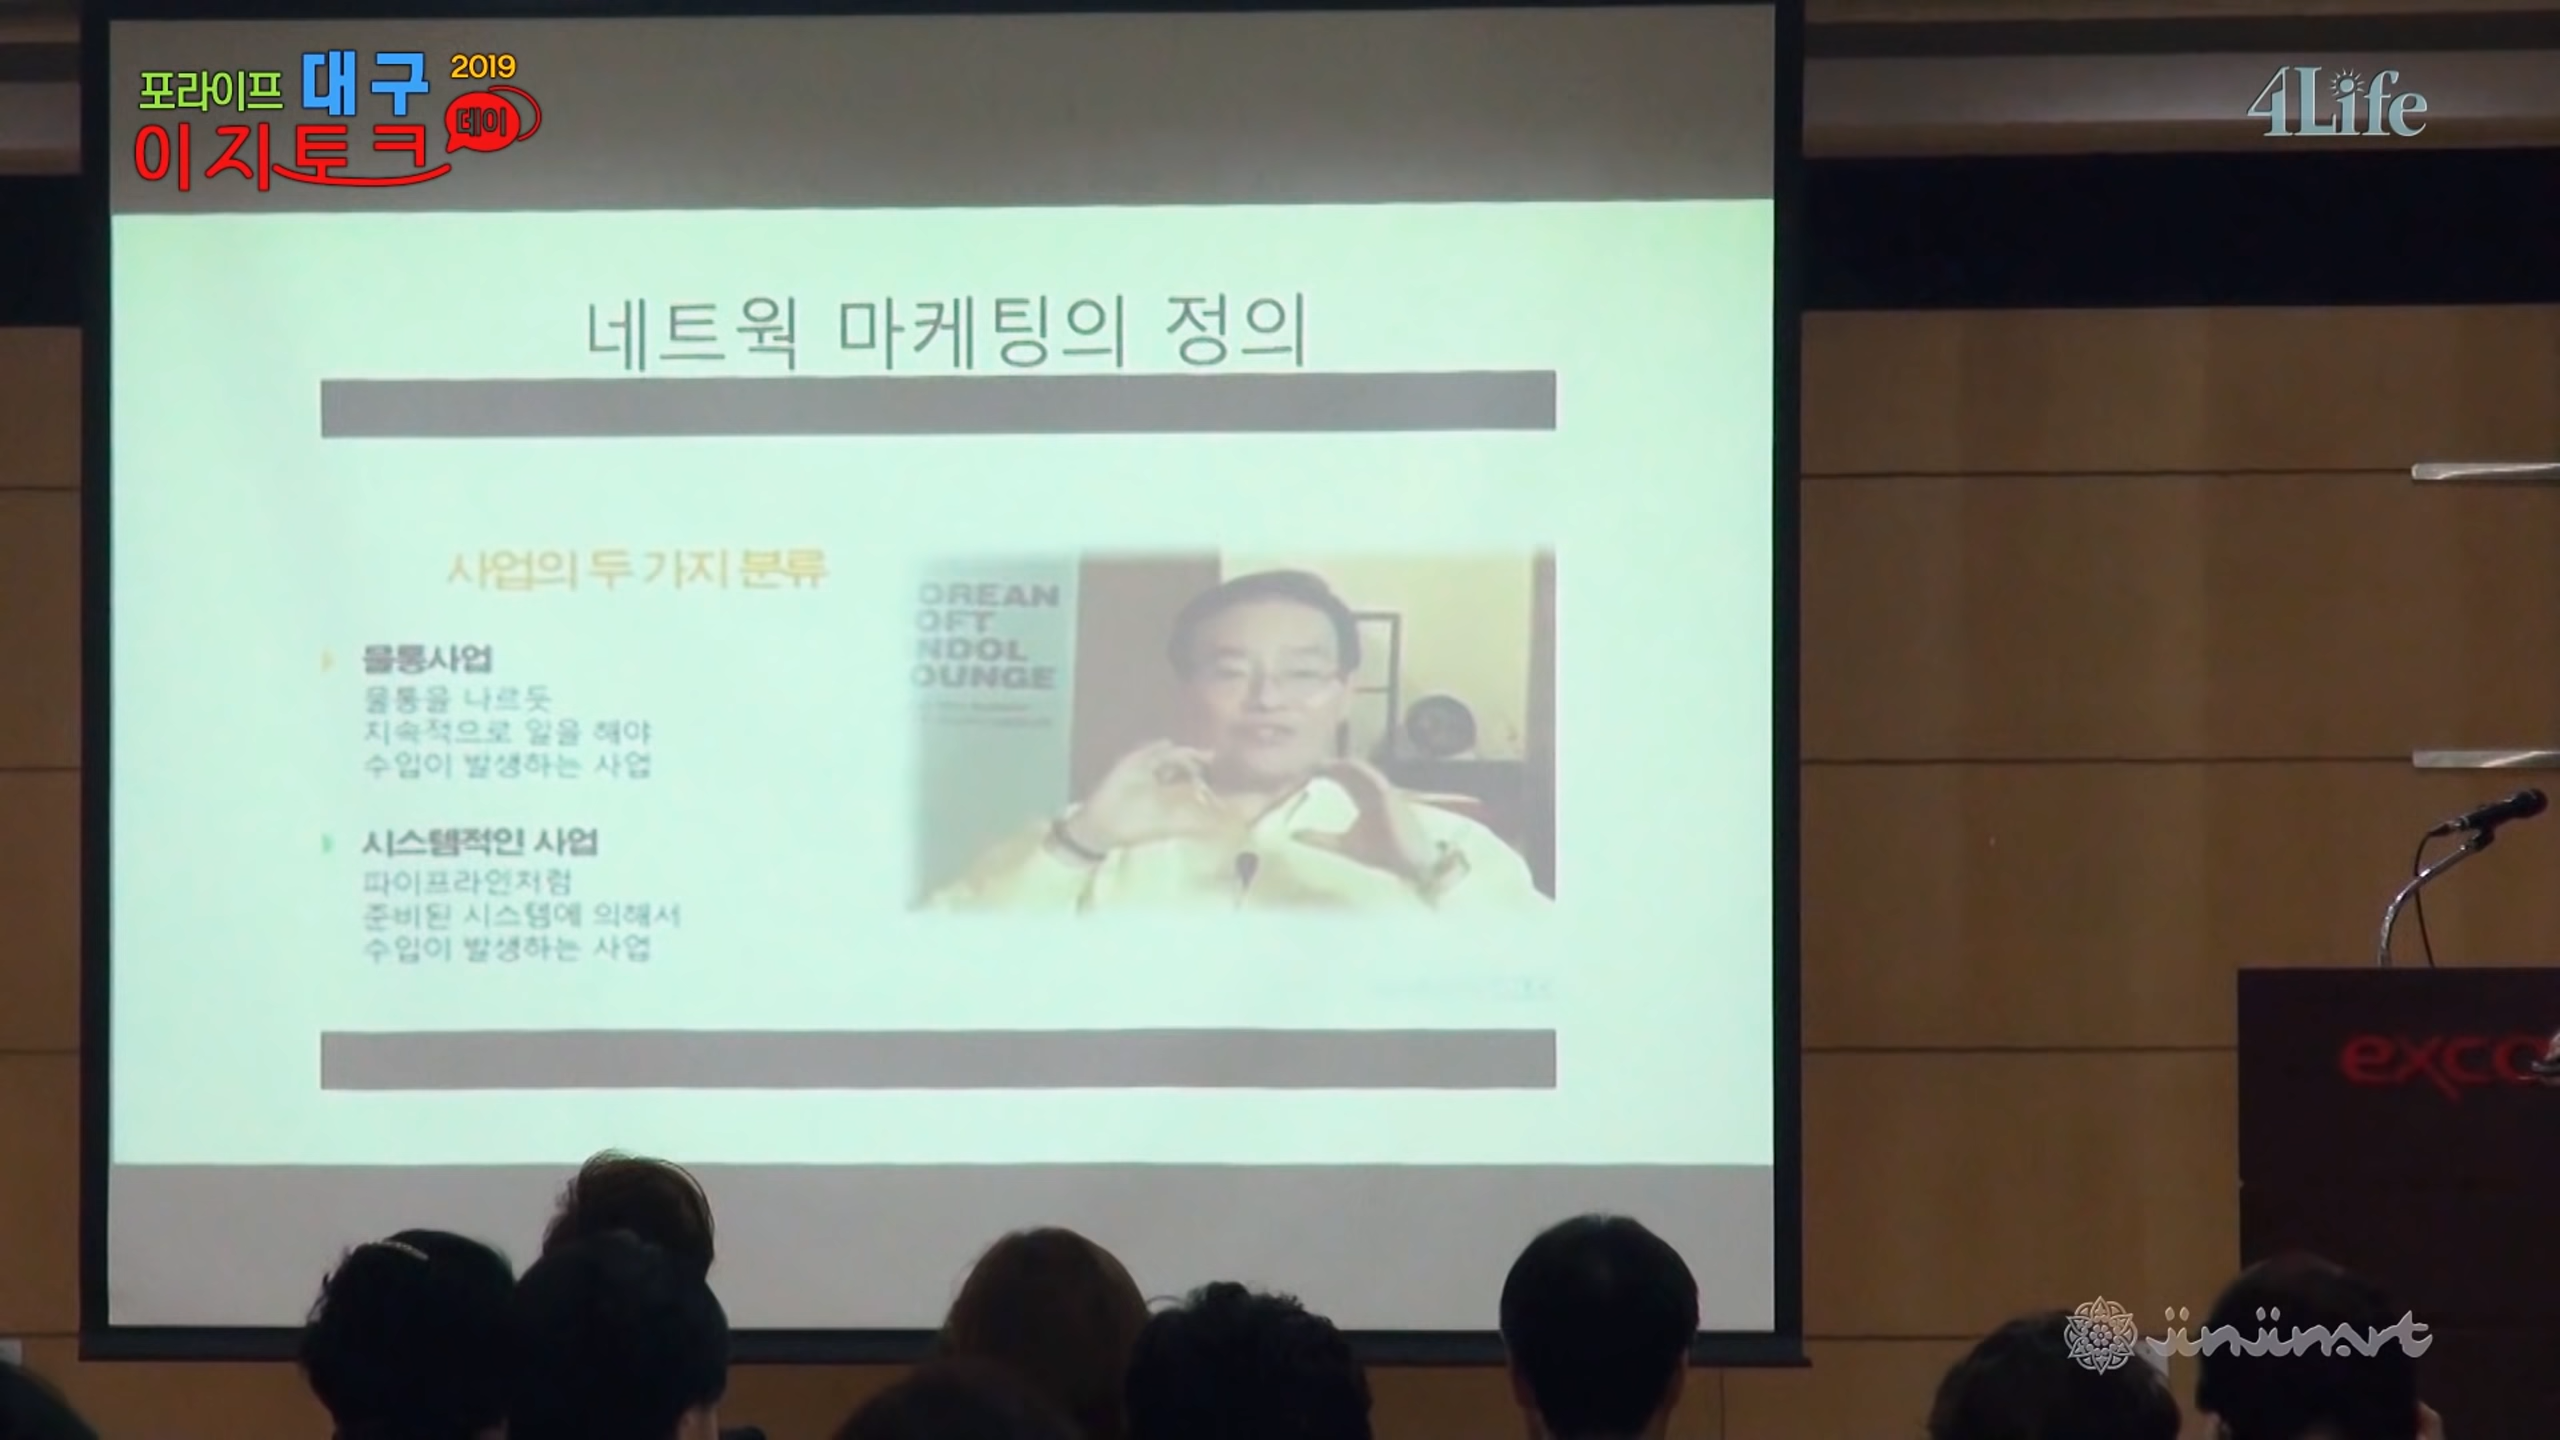 포라이프 대구 2019
이지토크 데이
4Life
네트웍 마케팅의 정의
사업의 두 가지 분류
물통사업
물통을 나르듯
지속적으로 일을 해야
수입이 발생하는 사업
시스템적인 사업
파이프라인처럼
준비된 시스템에 의해서
수입이 발생하는 사업
OREAN
OFT
NDOL
OUNGE
exco
jinjinart